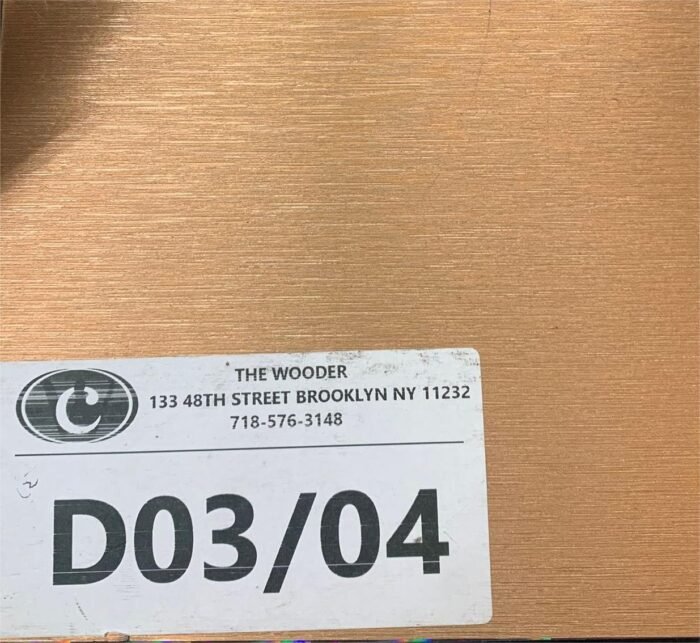 THE WOODER
C
133 48TH STREET BROOKLYN NY 11232
718-576-3148
D03/04